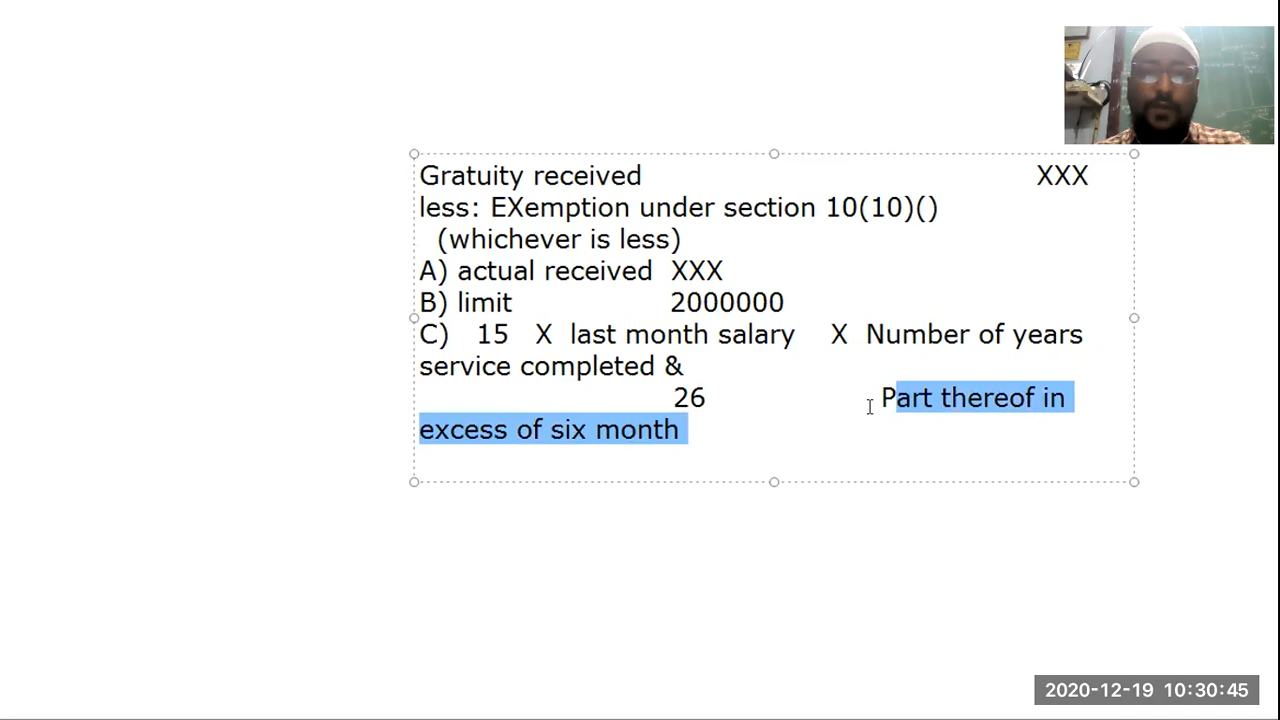 Gratuity received XXX
less: EXemption under section 10(10)()
(whichever is less)
A) actual received XXX
B) limit 2000000
C) 15 X last month salary X Number of years
service completed &
26 Part thereof in
excess of six month
2020-12-19 10:30:45